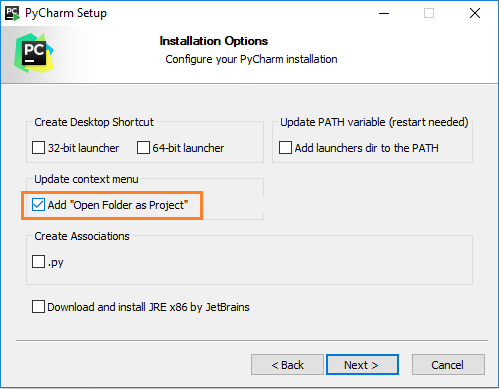 PyCharm Setup
PC
Installation Options
Configure your PyCharm installation
Create Desktop Shortcut
Update PATH variable (restart needed)
32-bit launcher
64-bit launcher
Add launchers dir to the PATH
Update context menu
Add "Open Folder as Project"
Create Associations
.py
Download and install JRE x86 by JetBrains
< Back
Next >
Cancel